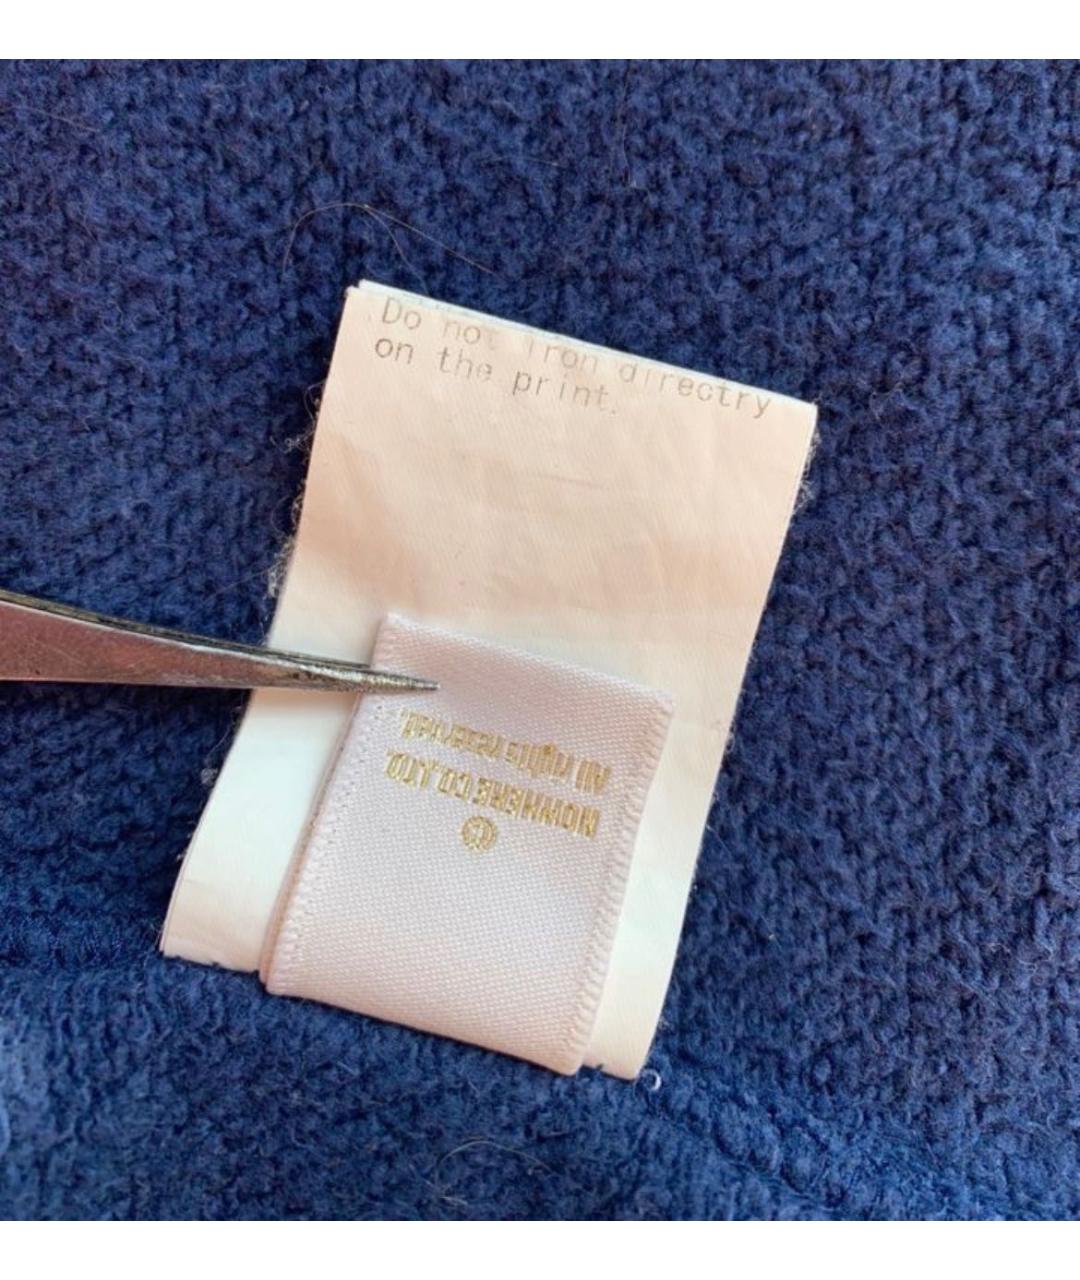 Do not iron directry
on the print.
©
NOWHERE CO.,LTD.
All rights reserved.